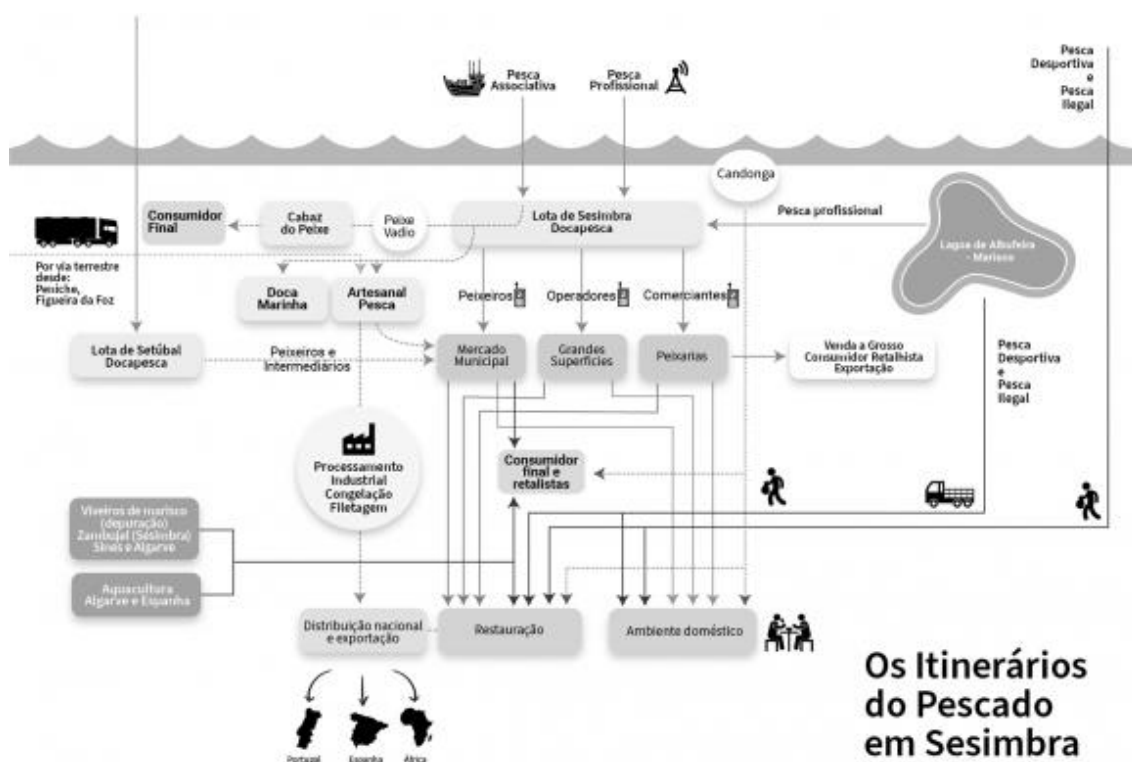 Pesca
Associativa
Pesca
Profissional
Pesca
Desportiva
e
Pesca
Ilegal
Candonga
Consumidor
Final
Cabaz
do Peixe
Peixe
Vadio
Lota de Sesimbra
Docapesca
Pesca profissional
Lagoa de Albufeira
- Marisco
Por via terrestre
desde:
Peniche,
Figueira da Foz
Doca
Marinha
Artesanal
Pesca
Peixeiros
Operadores
Comerciantes
Lota de Setúbal
Docapesca
Peixeiros e
Intermediários
Mercado
Municipal
Grandes
Superfícies
Peixarias
Venda a Grosso
Consumidor Retalhista
Exportação
Pesca
Desportiva
e
Pesca
Ilegal
Processamento
Industrial
Congelação
Filetagem
Consumidor
final e
retalistas
Viveiros de marisco
(depuração)
Zambujal (Sesimbra)
Sines e Algarve
Aquacultura
Algarve e Espanha
Distribuição nacional
e exportação
Restauração
Ambiente doméstico
Portugal
Espanha
África
Os Itinerários
do Pescado
em Sesimbra